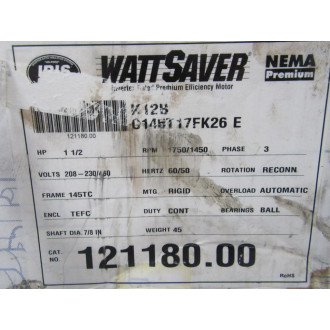 IRIS
WATTSAVER
NEMA
Premium
Premium Efficiency Motor
121180.00
HP 1 1/2 RPM 1750/1450 PHASE 3
VOLTS 208-230/460 HERTZ 60/50 ROTATION RECONN.
FRAME 145TC MTG RIGID OVERLOAD AUTOMATIC
ENCL TEFC DUTY CONT BEARINGS BALL
SHAFT DIA. 7/8 IN WEIGHT 45
CAT. NO. 121180.00
RoHS